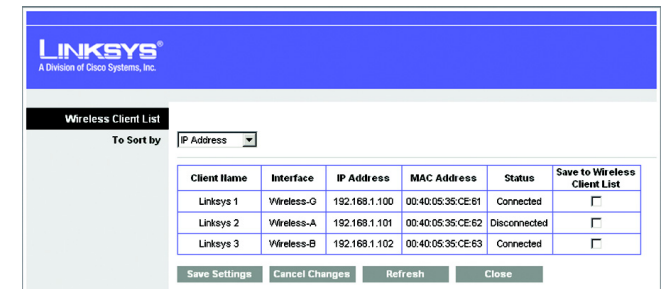 LINKSYS®
A Division of Cisco Systems, Inc.
Wireless Client List
To Sort by IP Address
Client Name Interface IP Address MAC Address Status Save to Wireless Client List
Linksys 1 Wireless-G 192.168.1.100 00:40:05:35:CE:61 Connected
Linksys 2 Wireless-A 192.168.1.101 00:40:05:35:CE:62 Disconnected
Linksys 3 Wireless-B 192.168.1.102 00:40:05:35:CE:63 Connected
Save Settings Cancel Changes Refresh Close